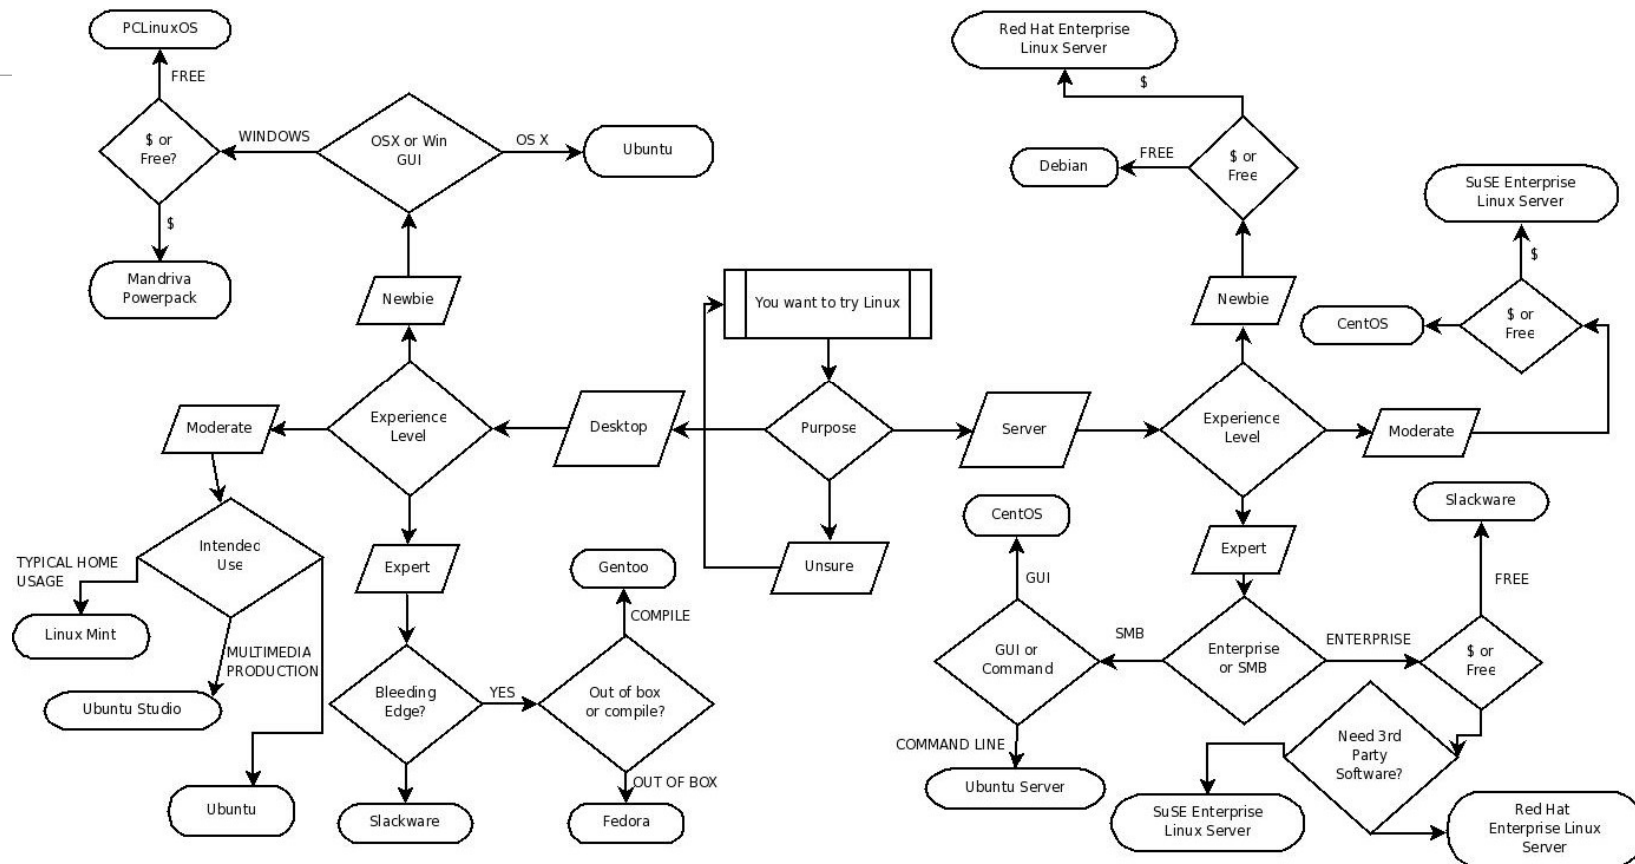 PCLinuxOS
FREE
$ or
Free?
WINDOWS
OSX or Win
GUI
OS X
Ubuntu
$
Mandriva
Powerpack
Newbie
Red Hat Enterprise
Linux Server
$
$ or
Free
FREE
Debian
Newbie
SuSE Enterprise
Linux Server
$
$ or
Free
CentOS
You want to try Linux
Moderate
Experience
Level
Desktop
Purpose
Server
Experience
Level
Moderate
Unsure
Intended
Use
TYPICAL HOME
USAGE
Linux Mint
MULTIMEDIA
PRODUCTION
Ubuntu Studio
Ubuntu
Expert
Bleeding
Edge?
YES
Slackware
Gentoo
COMPILE
Out of box
or compile?
OUT OF BOX
Fedora
CentOS
GUI
GUI or
Command
COMMAND LINE
Ubuntu Server
Expert
SMB
Enterprise
or SMB
ENTERPRISE
Slackware
FREE
$ or
Free
Need 3rd
Party
Software?
SuSE Enterprise
Linux Server
Red Hat
Enterprise Linux
Server